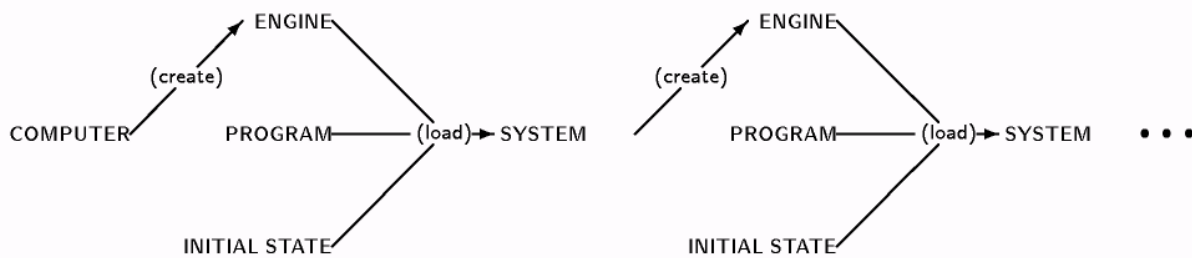 ENGINE ENGINE
(create) (create)
COMPUTER PROGRAM (load) SYSTEM PROGRAM (load) SYSTEM • • •
INITIAL STATE INITIAL STATE